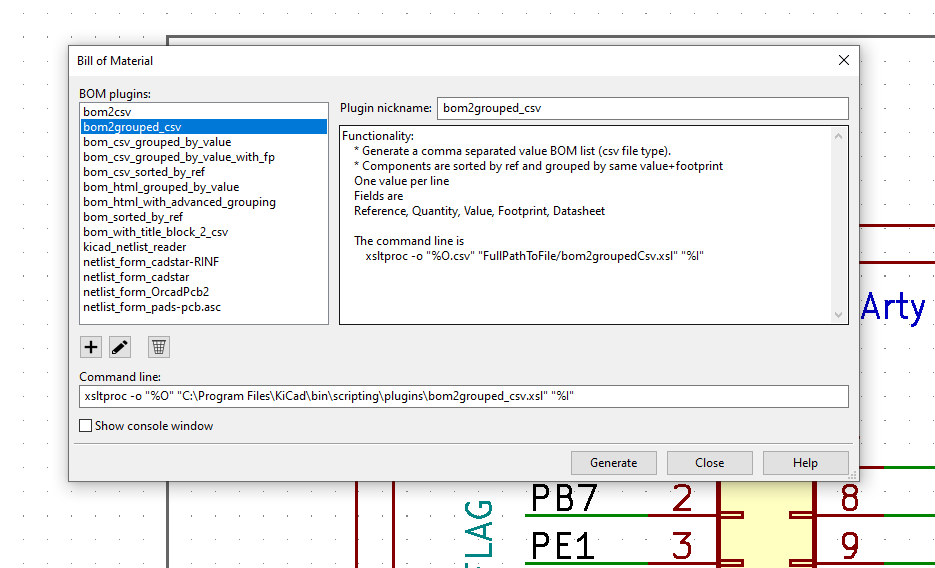 Bill of Material
BOM plugins:
bom2csv
bom2grouped_csv
bom_csv_grouped_by_value
bom_csv_grouped_by_value_with_fp
bom_csv_sorted_by_ref
bom_html_grouped_by_value
bom_html_with_advanced_grouping
bom_sorted_by_ref
bom_with_title_block_2_csv
kicad_netlist_reader
netlist_form_cadstar-RINF
netlist_form_cadstar
netlist_form_OrcadPcb2
netlist_form_pads-pcb.asc
Plugin nickname: bom2grouped_csv
Functionality:
* Generate a comma separated value BOM list (csv file type).
* Components are sorted by ref and grouped by same value+footprint
One value per line
Fields are
Reference, Quantity, Value, Footprint, Datasheet
The command line is
xsltproc -o "%O.csv" "FullPathToFile/bom2groupedCsv.xsl" "%I"
Command line:
xsltproc -o "%O" "C:\Program Files\KiCad\bin\scripting\plugins\bom2grouped_csv.xsl" "%I"
Show console window
Generate Close Help
Arty
FLAG
PB7 2 8
PE1 3 9